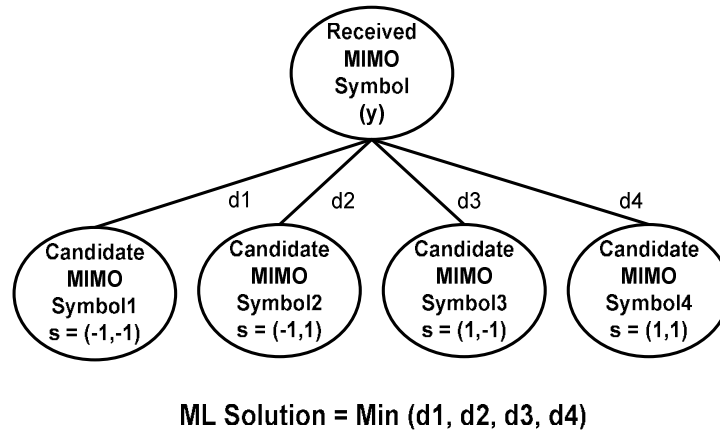 Received
MIMO
Symbol
(y)
d1
d2
d3
d4
Candidate
MIMO
Symbol1
s = (-1,-1)
Candidate
MIMO
Symbol2
s = (-1,1)
Candidate
MIMO
Symbol3
s = (1,-1)
Candidate
MIMO
Symbol4
s = (1,1)
ML Solution = Min (d1, d2, d3, d4)